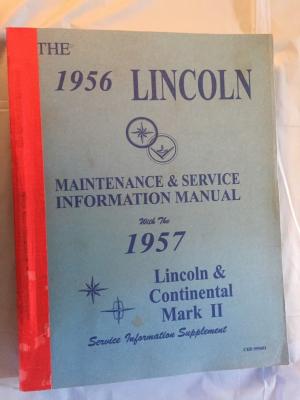 THE
1956 LINCOLN
MAINTENANCE & SERVICE
INFORMATION MANUAL
With The
1957
Lincoln &
Continental
Mark II
Service Information Supplement